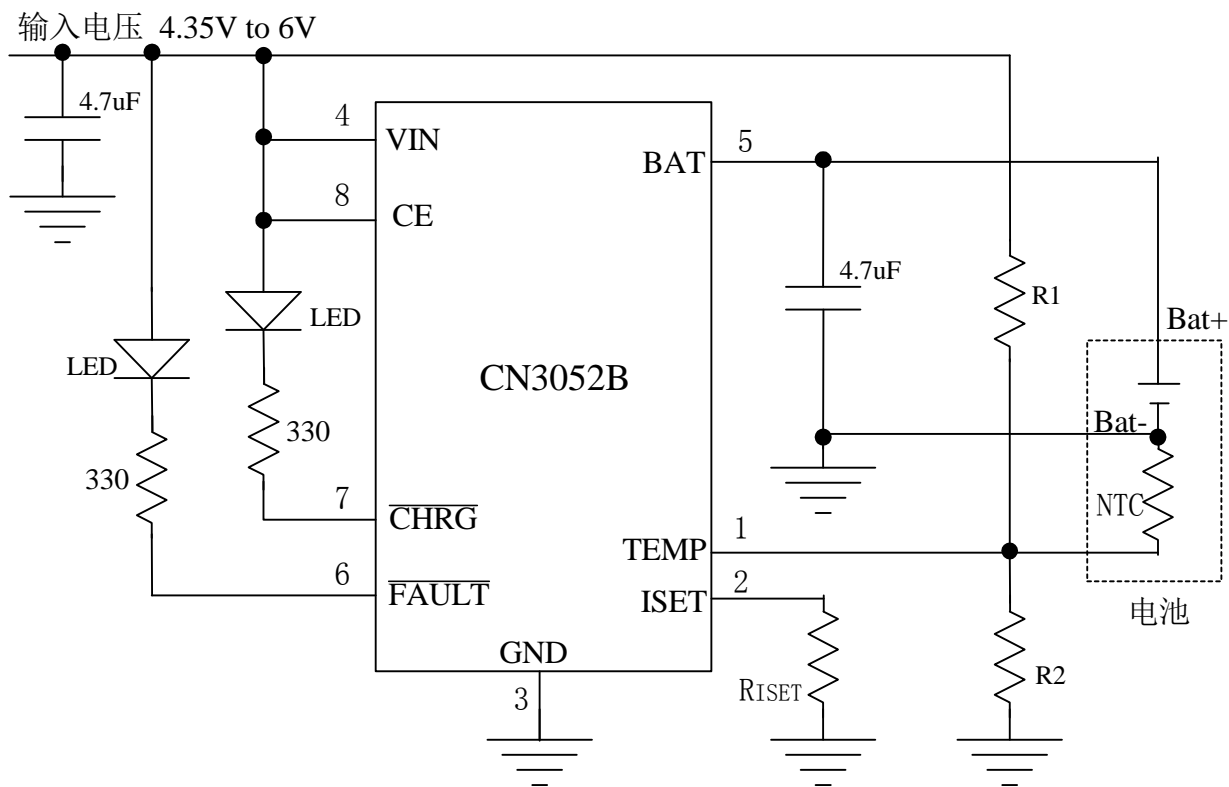 输入电压 4.35V to 6V
4.7uF
4
VIN
5
BAT
8
CE
4.7uF
R1
LED
Bat+
LED
CN3052B
330
Bat-
330
7
CHRG
NTC
1
TEMP
6
FAULT
2
ISET
电池
GND
3
RISET
R2